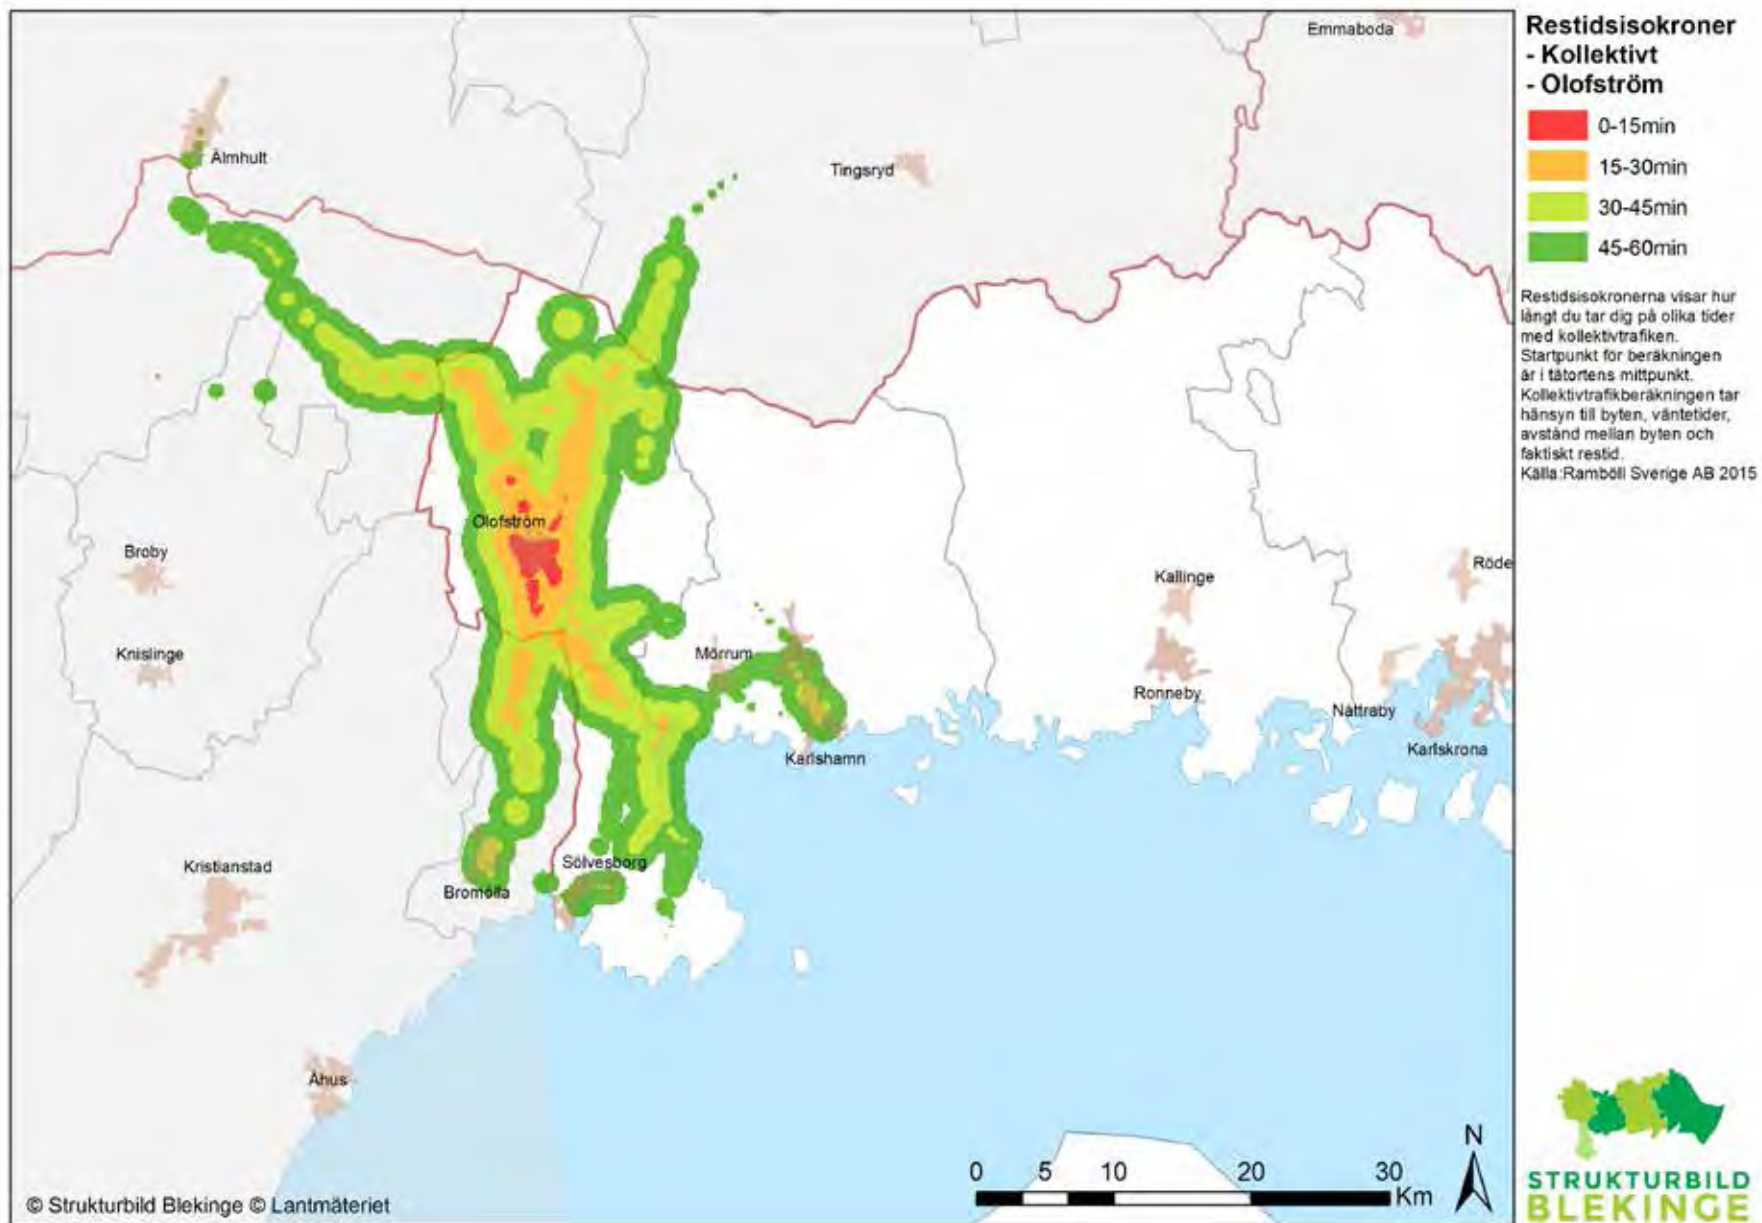 Restidsisokroner
- Kollektivt
- Olofström
0-15min
15-30min
30-45min
45-60min
Restidsisokronerna visar hur
långt du tar dig på olika tider
med kollektivtrafiken.
Startpunkt för beräkningen
är i tätortens mittpunkt.
Kollektivtrafikberäkningen tar
hänsyn till byten, väntetider,
avstånd mellan byten och
faktiskt restid.
Källa:Ramböll Sverige AB 2015
Emmaboda
Älmhult
Tingsryd
Olofström
Broby
Kallinge
Röde
Knislinge
Mörrum
Ronneby
Nättraby
Karlskrona
Karlshamn
Kristianstad
Sölvesborg
Bromölla
Åhus
N
0 5 10 20 30
Km
© Strukturbild Blekinge © Lantmäteriet
STRUKTURBILD
BLEKINGE